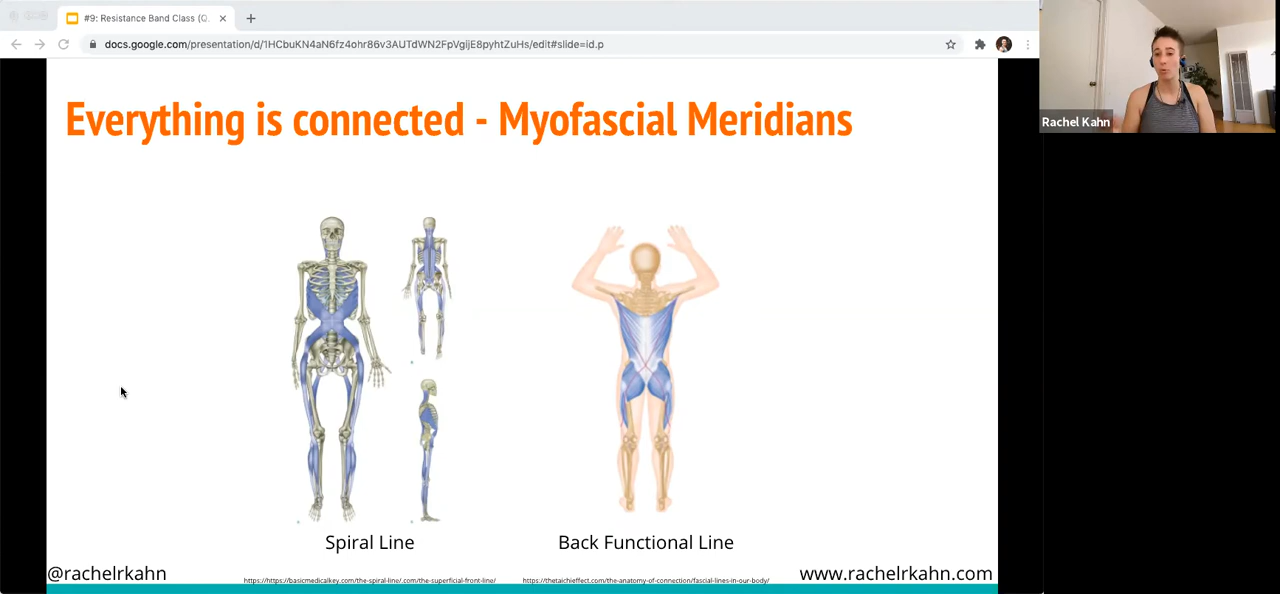 #9: Resistance Band Class (Q
docs.google.com/presentation/d/1HCbuKN4aN6fz4ohr86v3AUTdWN2FpVgijE8pyhtZuHs/edit#slide=id.p
Rachel Kahn
Everything is connected - Myofascial Meridians
Spiral Line
Back Functional Line
@rachelrkahn
https://https://basicmedicalkey.com/the-spiral-line/.com/the-superficial-front-line/
https://thetaichieffect.com/the-anatomy-of-connection/fascial-lines-in-our-body/
www.rachelrkahn.com